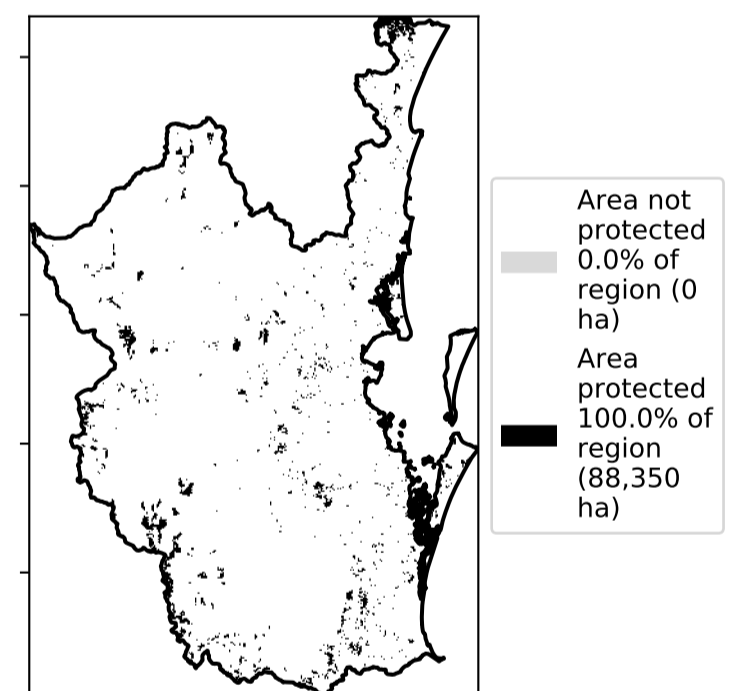 Area not
protected
0.0% of
region (0
ha)
Area
protected
100.0% of
region
(88,350
ha)